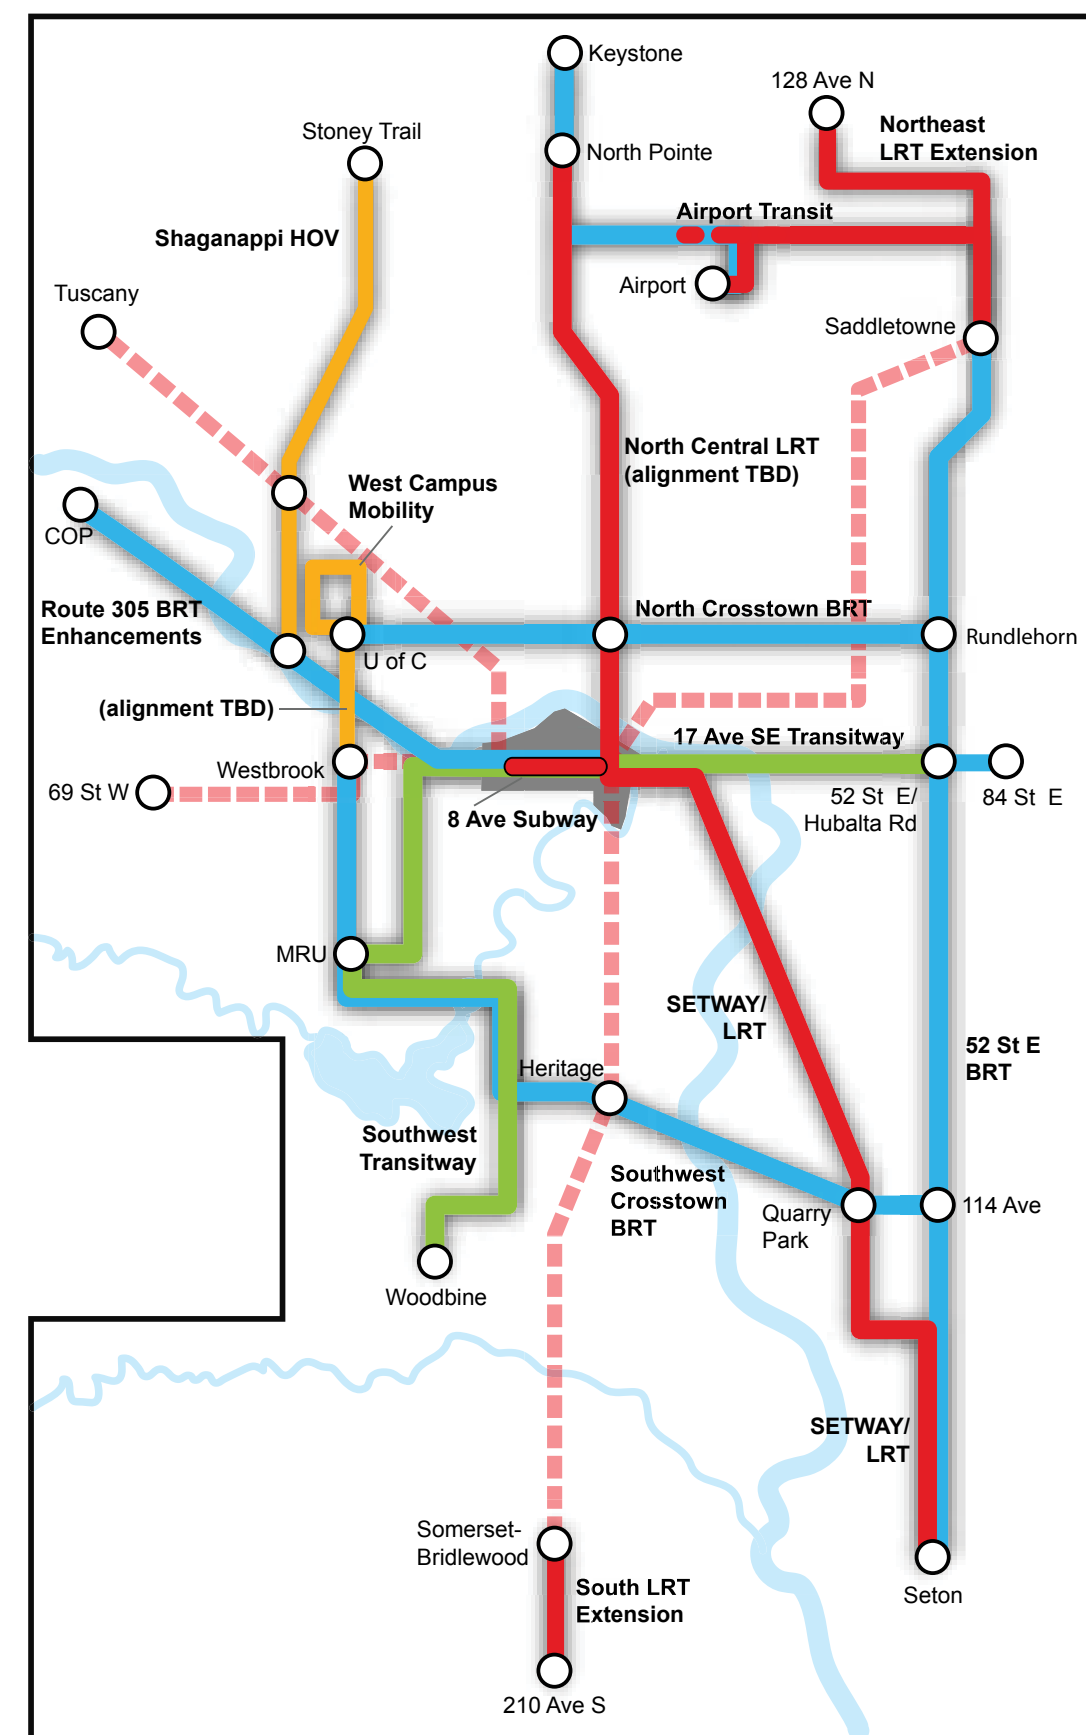 Keystone
128 Ave N
Northeast
LRT Extension
Stoney Trail
North Pointe
Airport Transit
Shaganappi HOV
Airport
Tuscany
Saddletowne
North Central LRT
(alignment TBD)
West Campus
Mobility
COP
Route 305 BRT
Enhancements
North Crosstown BRT
Rundlehorn
U of C
(alignment TBD)
17 Ave SE Transitway
Westbrook
69 St W
8 Ave Subway
52 St E/
Hubalta Rd
84 St E
MRU
SETWAY/
LRT
52 St E
BRT
Heritage
Southwest
Transitway
Southwest
Crosstown
BRT
Quarry
Park
114 Ave
Woodbine
SETWAY/
LRT
Somerset-
Bridlewood
South LRT
Extension
Seton
210 Ave S